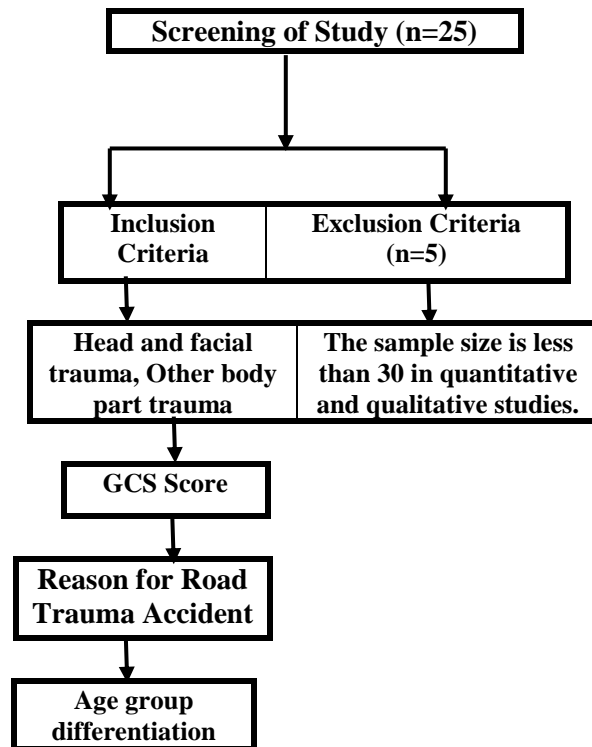 Screening of Study (n=25)
Inclusion
Criteria
Exclusion Criteria
(n=5)
Head and facial
trauma, Other body
part trauma
The sample size is less
than 30 in quantitative
and qualitative studies.
GCS Score
Reason for Road
Trauma Accident
Age group
differentiation